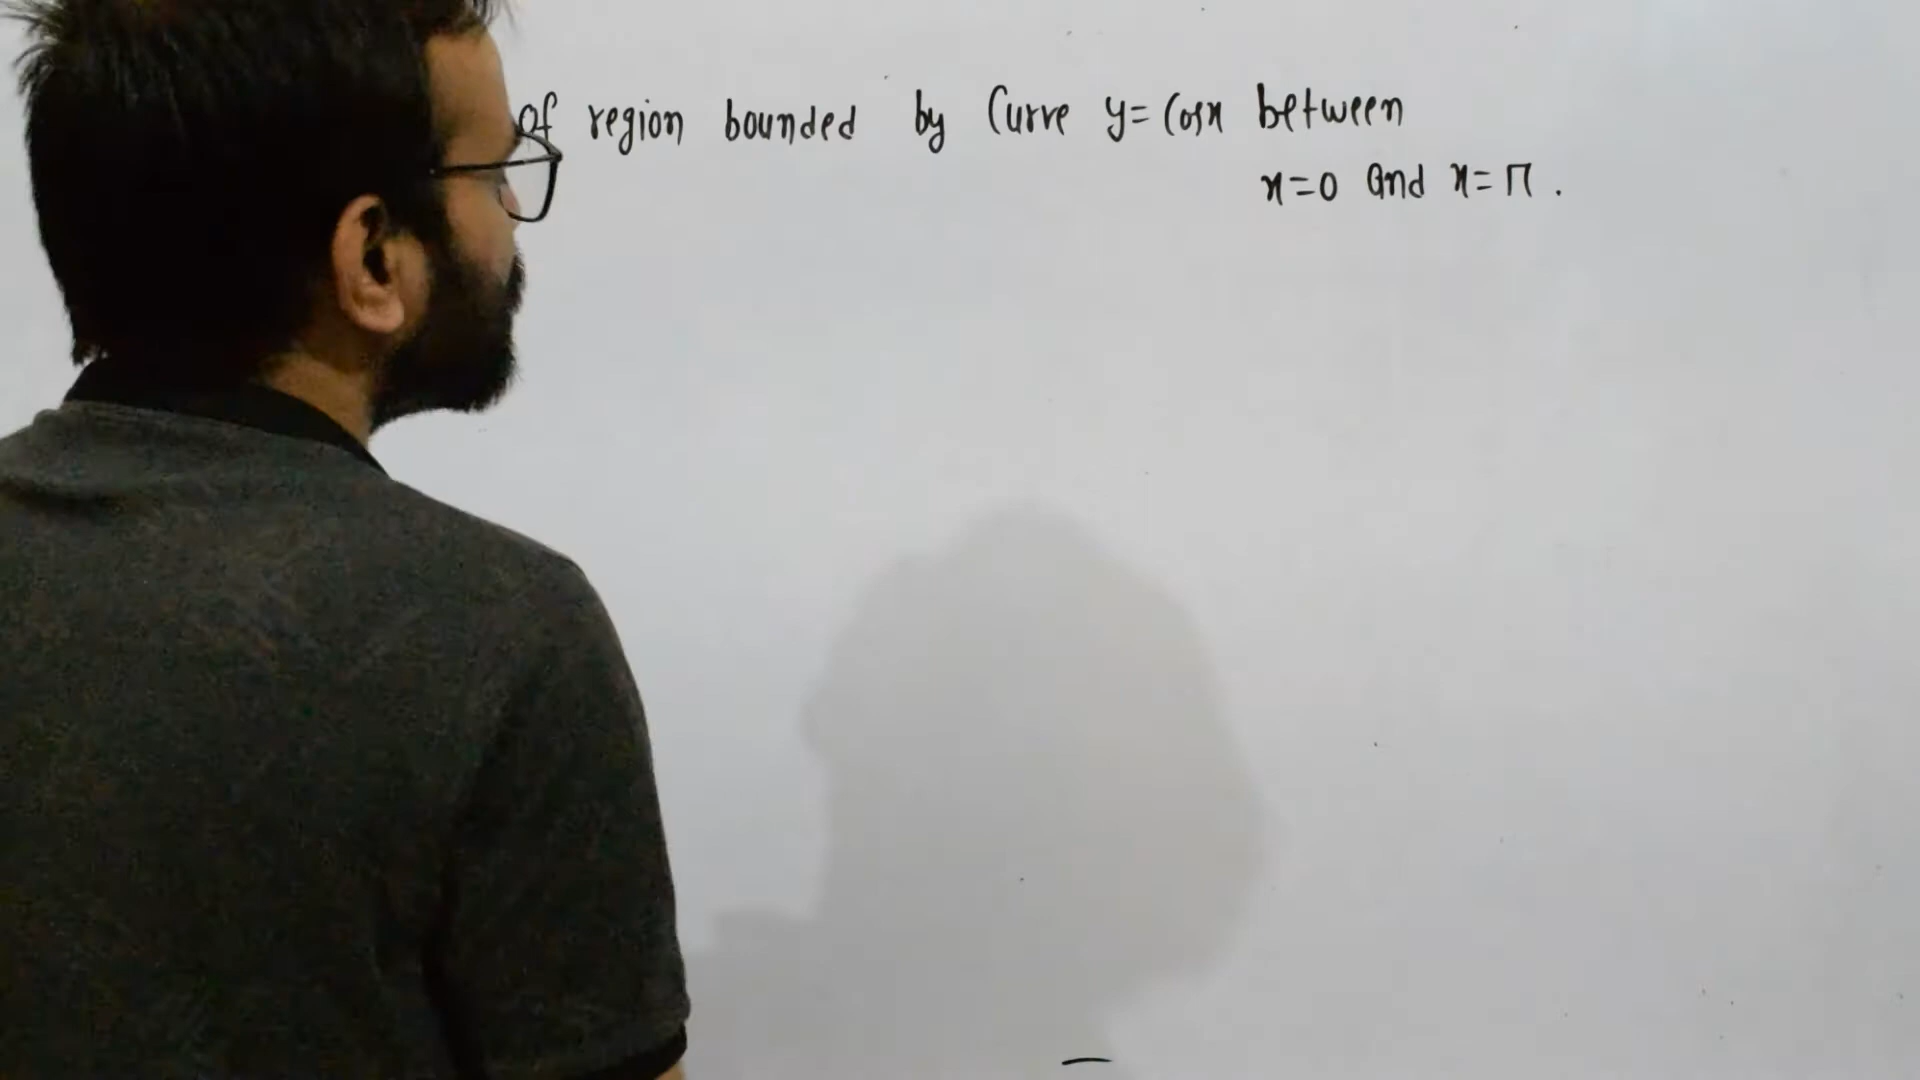 of region bounded by Curve y= Cosx between
x=0 and x=π.